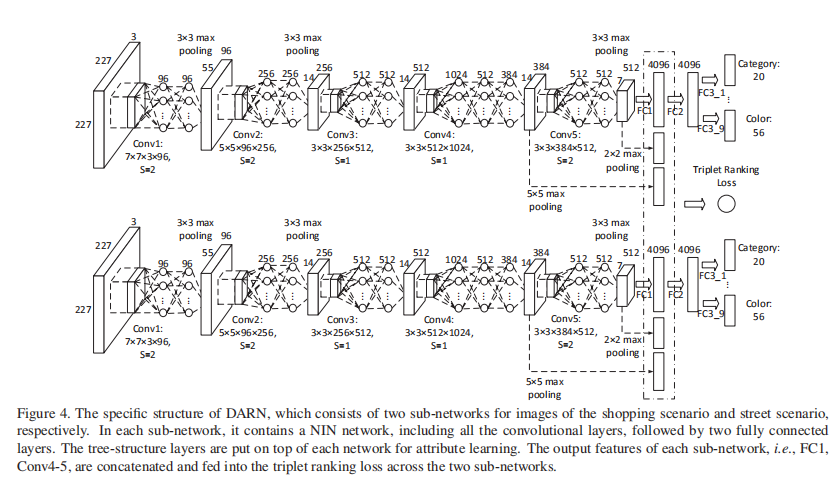 3
3×3 max
pooling
96
3×3 max
pooling
3×3 max
pooling
227
55
96 96
256 256
14
256
512 512
14
512
1024 512 384
14
384
512 512
7
512
4096 4096
Category:
20
227
FC1
FC2
FC3_1
FC3_9
Color:
56
Conv1:
7×7×3×96,
S=2
Conv2:
5×5×96×256,
S=2
Conv3:
3×3×256×512,
S=1
Conv4:
3×3×512×1024,
S=1
Conv5:
3×3×384×512,
S=2
2×2 max
pooling
5×5 max
pooling
Triplet Ranking
Loss
3
3×3 max
pooling
96
3×3 max
pooling
3×3 max
pooling
227
55
96 96
256 256
14
256
512 512
14
512
1024 512 384
14
384
512 512
7
512
4096 4096
Category:
20
227
FC1
FC2
FC3_1
FC3_9
Color:
56
Conv1:
7×7×3×96,
S=2
Conv2:
5×5×96×256,
S=2
Conv3:
3×3×256×512,
S=1
Conv4:
3×3×512×1024,
S=1
Conv5:
3×3×384×512,
S=2
2×2 max
pooling
5×5 max
pooling
Figure 4. The specific structure of DARN, which consists of two sub-networks for images of the shopping scenario and street scenario,
respectively. In each sub-network, it contains a NIN network, including all the convolutional layers, followed by two fully connected
layers. The tree-structure layers are put on top of each network for attribute learning. The output features of each sub-network, i.e., FC1,
Conv4-5, are concatenated and fed into the triplet ranking loss across the two sub-networks.